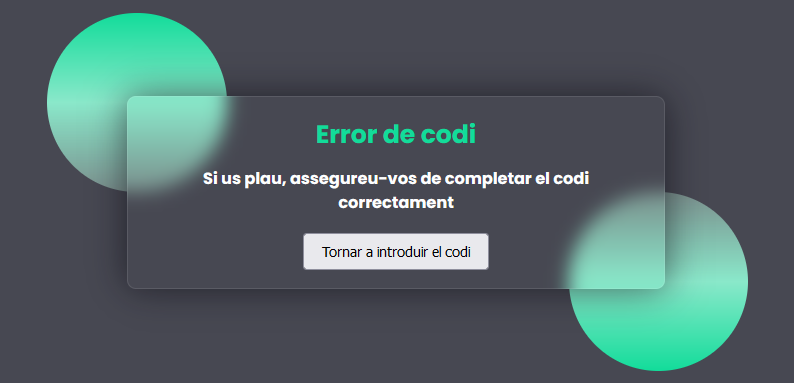 Error de codi
Si us plau, assegureu-vos de completar el codi
correctament
Tornar a introduir el codi